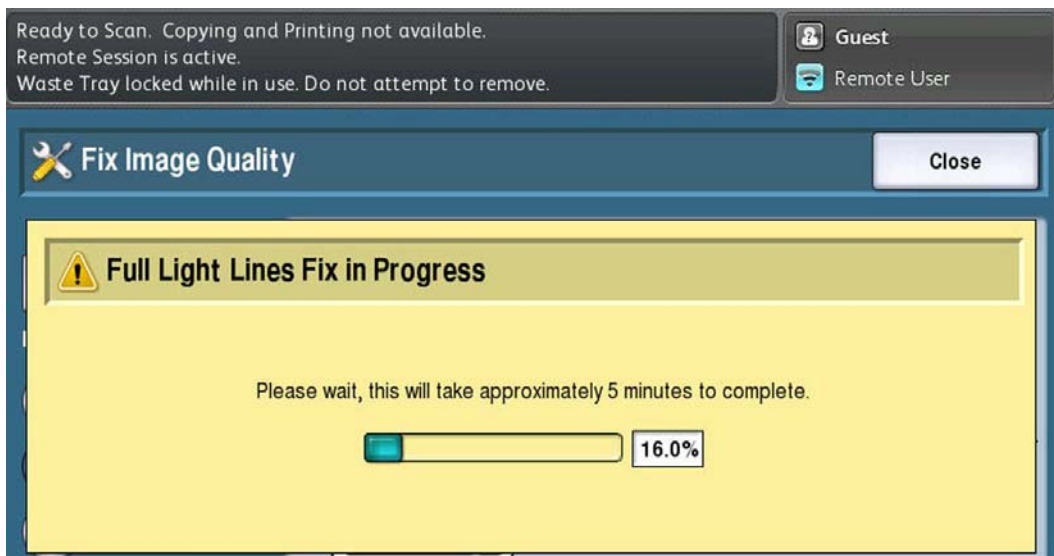 Ready to Scan. Copying and Printing not available.
Remote Session is active.
Waste Tray locked while in use. Do not attempt to remove.
Guest
Remote User
Fix Image Quality
Close
Full Light Lines Fix in Progress
Please wait, this will take approximately 5 minutes to complete.
16.0%